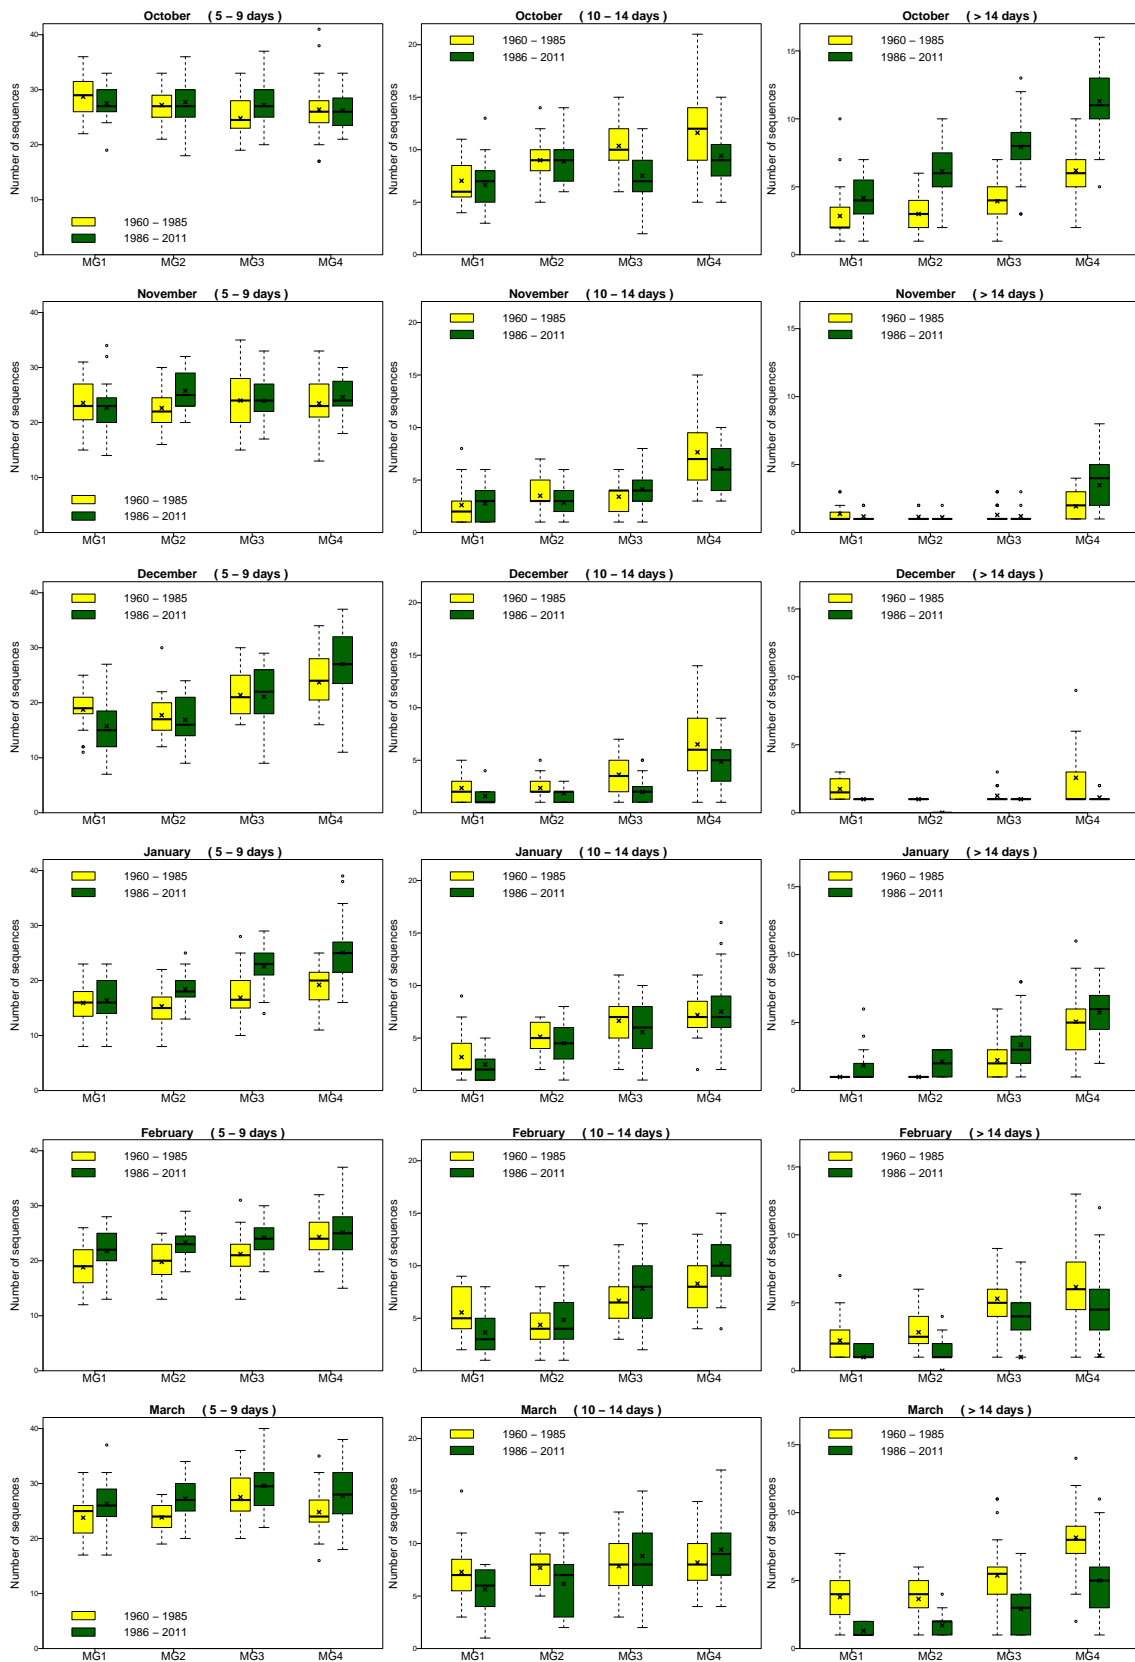 October ( 5 – 9 days )
Number of sequences
40
30
20
10
0
1960 – 1985
1986 – 2011
MG1 MG2 MG3 MG4
October ( 10 – 14 days )
Number of sequences
20
15
10
5
0
1960 – 1985
1986 – 2011
MG1 MG2 MG3 MG4
October ( > 14 days )
Number of sequences
15
10
5
0
1960 – 1985
1986 – 2011
MG1 MG2 MG3 MG4
November ( 5 – 9 days )
Number of sequences
40
30
20
10
0
1960 – 1985
1986 – 2011
MG1 MG2 MG3 MG4
November ( 10 – 14 days )
Number of sequences
20
15
10
5
0
1960 – 1985
1986 – 2011
MG1 MG2 MG3 MG4
November ( > 14 days )
Number of sequences
15
10
5
0
1960 – 1985
1986 – 2011
MG1 MG2 MG3 MG4
December ( 5 – 9 days )
Number of sequences
40
30
20
10
0
1960 – 1985
1986 – 2011
MG1 MG2 MG3 MG4
December ( 10 – 14 days )
Number of sequences
20
15
10
5
0
1960 – 1985
1986 – 2011
MG1 MG2 MG3 MG4
December ( > 14 days )
Number of sequences
15
10
5
0
1960 – 1985
1986 – 2011
MG1 MG2 MG3 MG4
January ( 5 – 9 days )
Number of sequences
40
30
20
10
0
1960 – 1985
1986 – 2011
MG1 MG2 MG3 MG4
January ( 10 – 14 days )
Number of sequences
20
15
10
5
0
1960 – 1985
1986 – 2011
MG1 MG2 MG3 MG4
January ( > 14 days )
Number of sequences
15
10
5
0
1960 – 1985
1986 – 2011
MG1 MG2 MG3 MG4
February ( 5 – 9 days )
Number of sequences
40
30
20
10
0
1960 – 1985
1986 – 2011
MG1 MG2 MG3 MG4
February ( 10 – 14 days )
Number of sequences
20
15
10
5
0
1960 – 1985
1986 – 2011
MG1 MG2 MG3 MG4
February ( > 14 days )
Number of sequences
15
10
5
0
1960 – 1985
1986 – 2011
MG1 MG2 MG3 MG4
March ( 5 – 9 days )
Number of sequences
40
30
20
10
0
1960 – 1985
1986 – 2011
MG1 MG2 MG3 MG4
March ( 10 – 14 days )
Number of sequences
20
15
10
5
0
1960 – 1985
1986 – 2011
MG1 MG2 MG3 MG4
March ( > 14 days )
Number of sequences
15
10
5
0
1960 – 1985
1986 – 2011
MG1 MG2 MG3 MG4